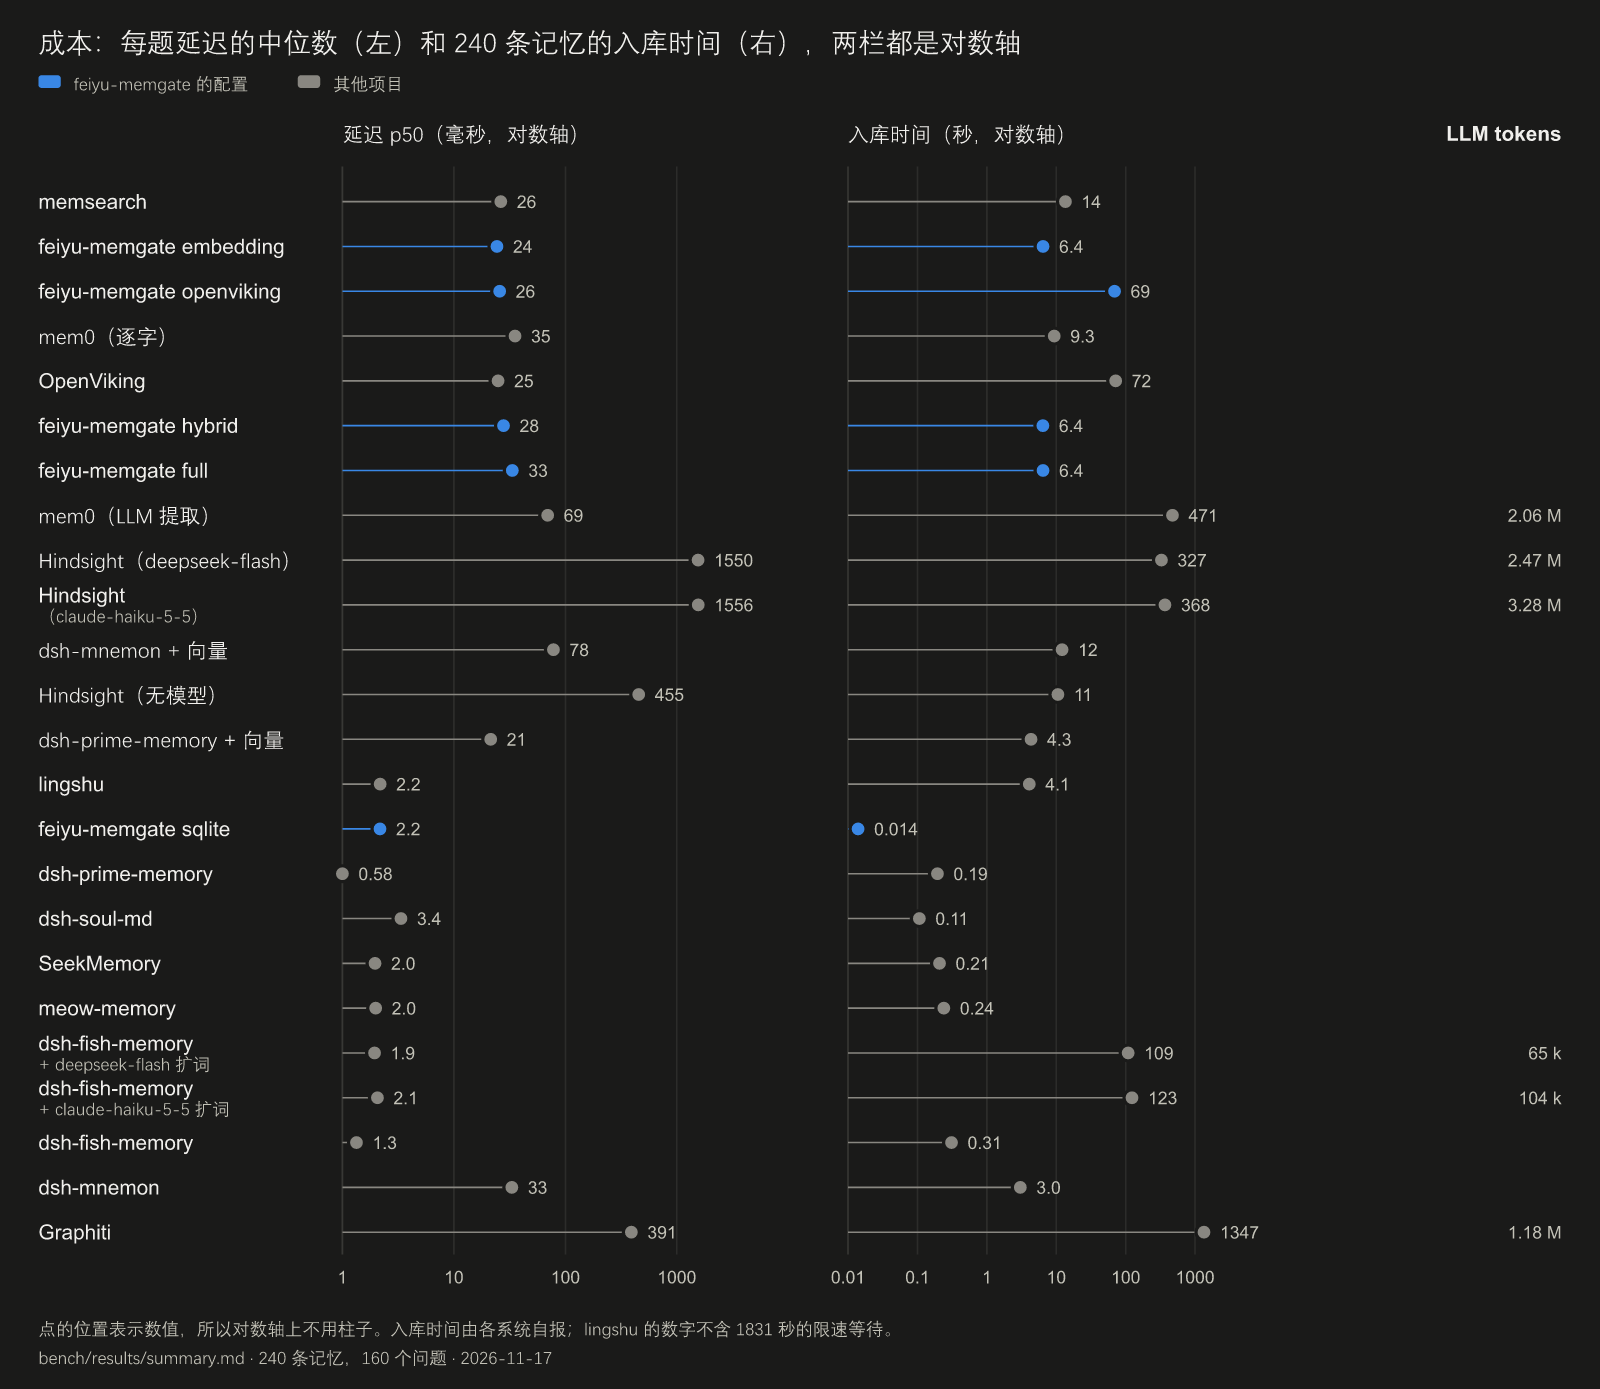 成本：每题延迟的中位数（左）和 240 条记忆的入库时间（右），两栏都是对数轴
feiyu-memgate 的配置 其他项目
延迟 p50（毫秒，对数轴） 入库时间（秒，对数轴） LLM tokens
memsearch 26 14
feiyu-memgate embedding 24 6.4
feiyu-memgate openviking 26 69
mem0（逐字） 35 9.3
OpenViking 25 72
feiyu-memgate hybrid 28 6.4
feiyu-memgate full 33 6.4
mem0（LLM 提取） 69 471 2.06 M
Hindsight（deepseek-flash） 1550 327 2.47 M
Hindsight
（claude-haiku-5-5） 1556 368 3.28 M
dsh-mnemon + 向量 78 12
Hindsight（无模型） 455 11
dsh-prime-memory + 向量 21 4.3
lingshu 2.2 4.1
feiyu-memgate sqlite 2.2 0.014
dsh-prime-memory 0.58 0.19
dsh-soul-md 3.4 0.11
SeekMemory 2.0 0.21
meow-memory 2.0 0.24
dsh-fish-memory
+ deepseek-flash 扩词 1.9 109 65 k
dsh-fish-memory
+ claude-haiku-5-5 扩词 2.1 123 104 k
dsh-fish-memory 1.3 0.31
dsh-mnemon 33 3.0
Graphiti 391 1347 1.18 M
1 10 100 1000 0.01 0.1 1 10 100 1000
点的位置表示数值，所以对数轴上不用柱子。入库时间由各系统自报；lingshu 的数字不含 1831 秒的限速等待。
bench/results/summary.md · 240 条记忆，160 个问题 · 2026-11-17